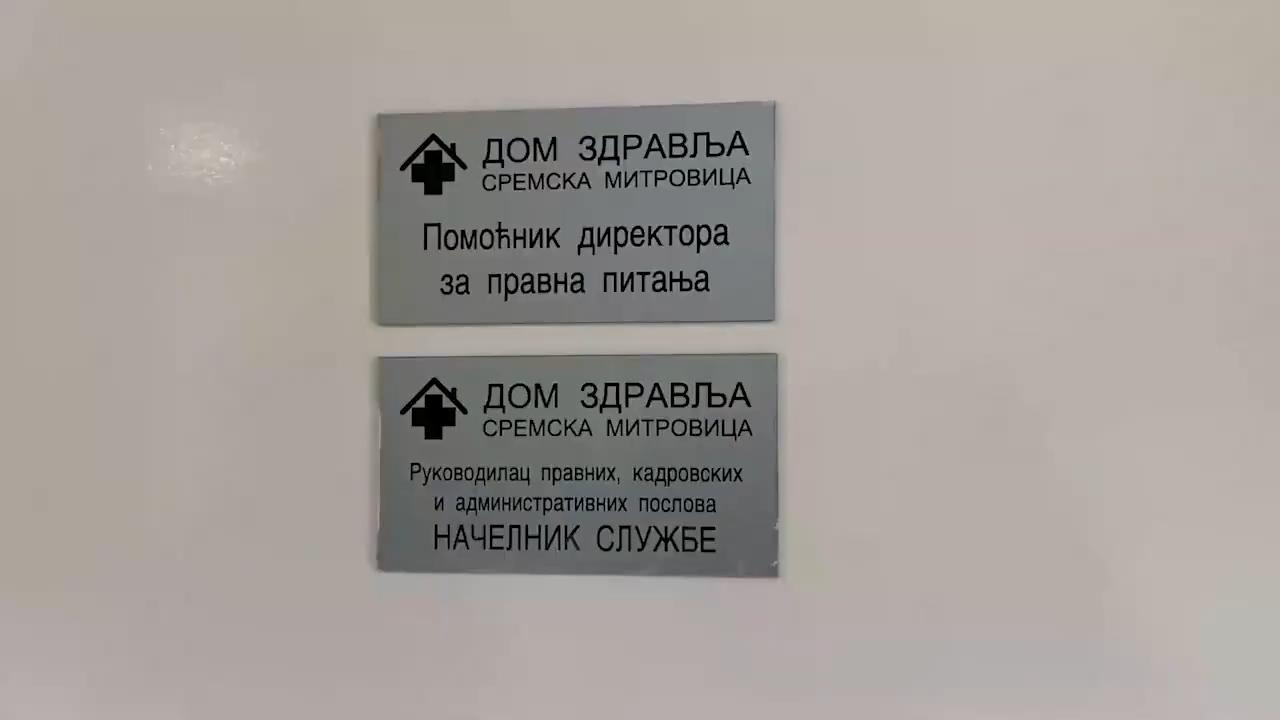 ДОМ ЗДРАВЉА
СРЕМСКА МИТРОВИЦА
Помоћник директора
за правна питања
ДОМ ЗДРАВЉА
СРЕМСКА МИТРОВИЦА
Руководилац правних, кадровских
и административних послова
НАЧЕЛНИК СЛУЖБЕ